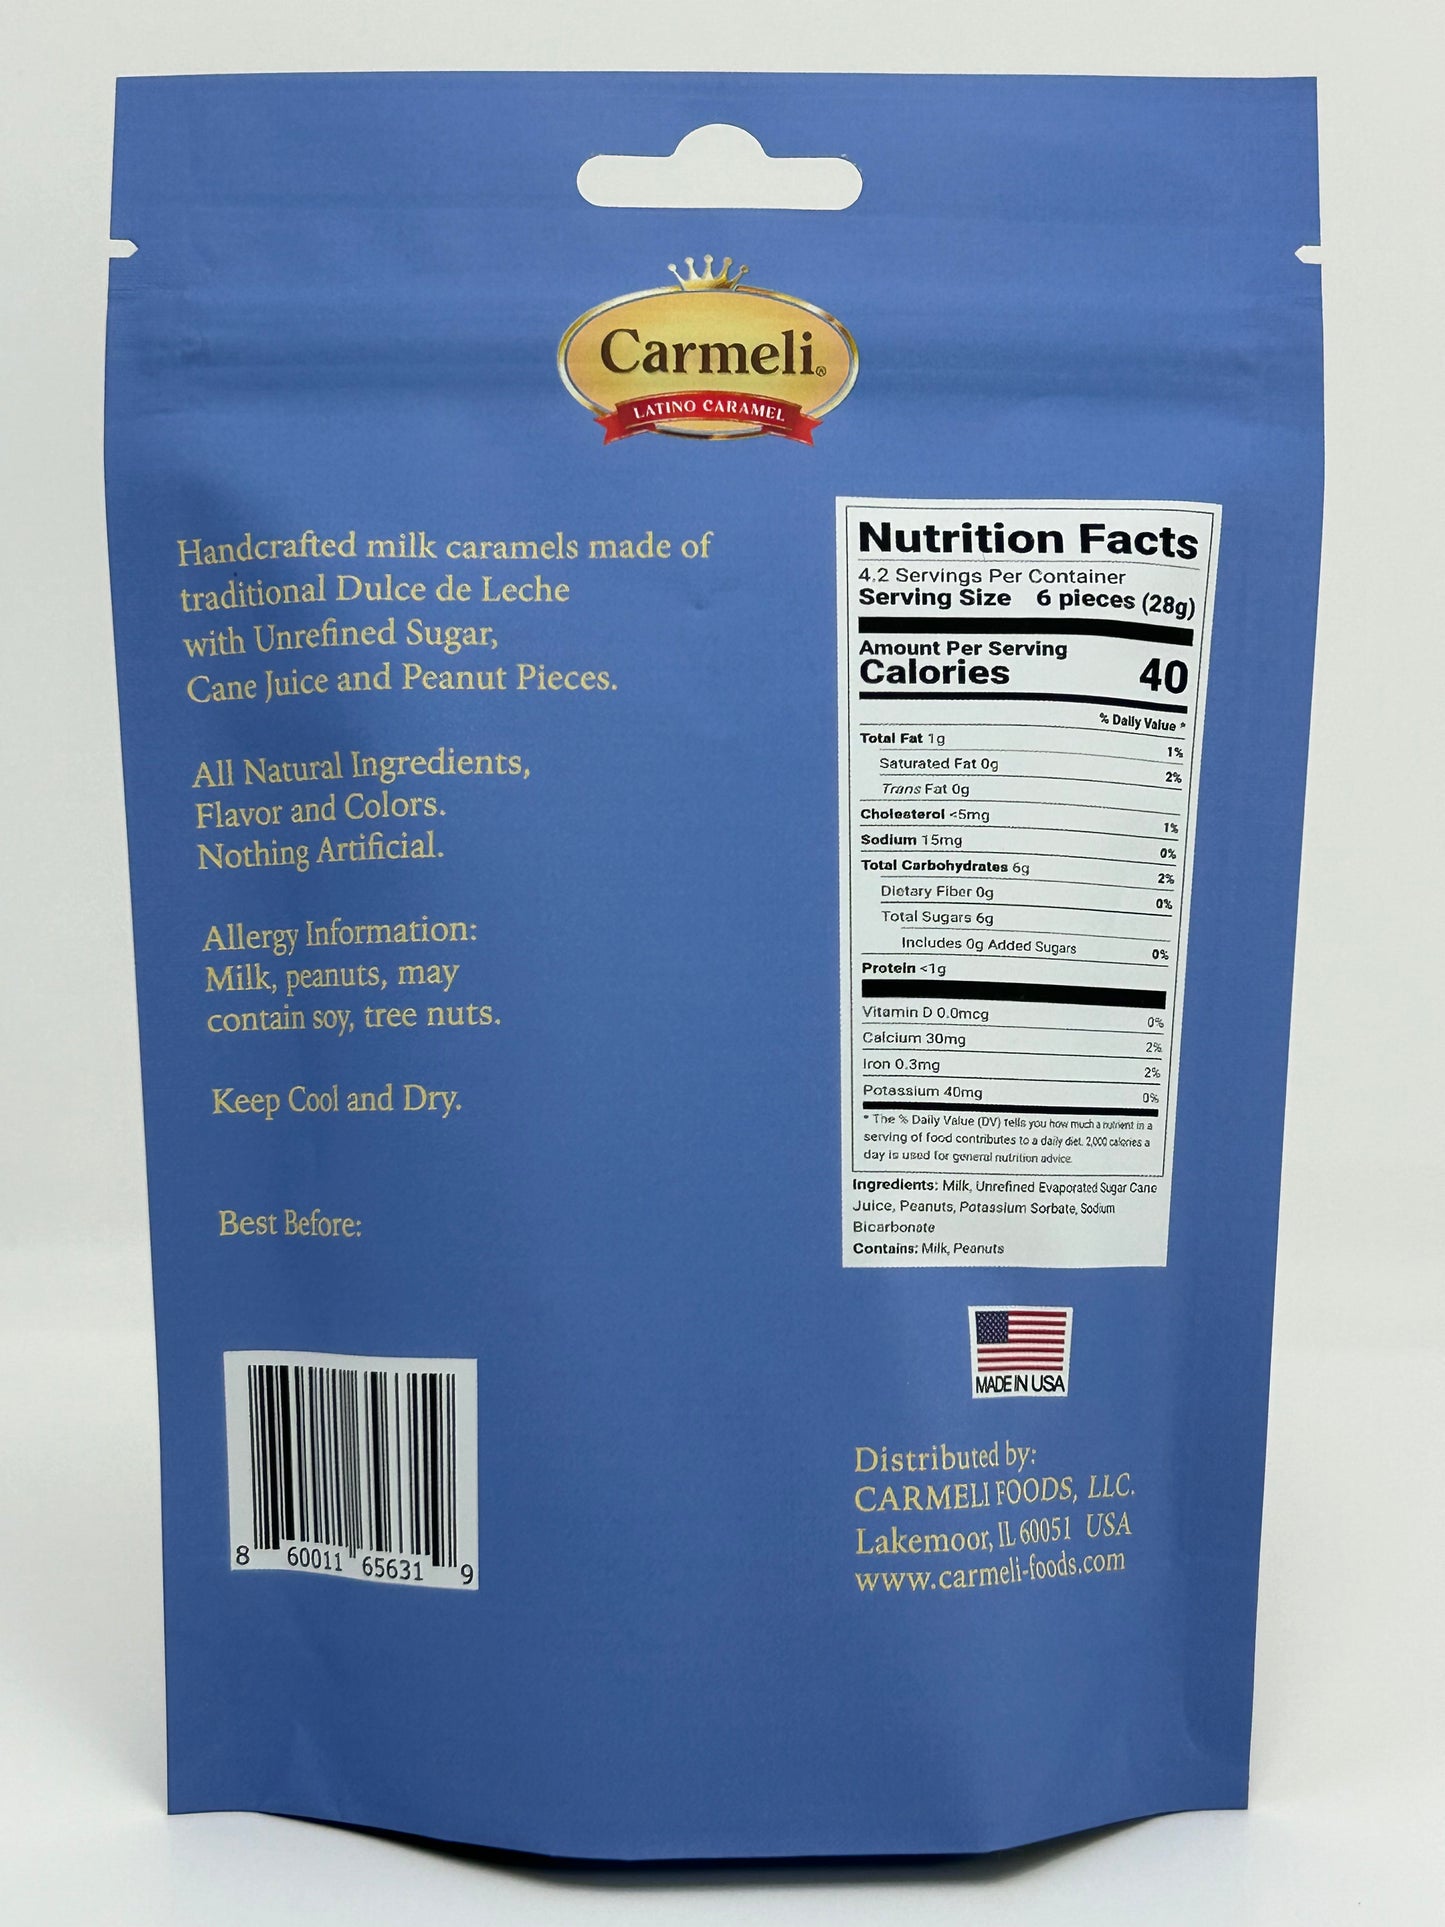 Carmeli®
LATINO CARAMEL
Handcrafted milk caramels made of
traditional Dulce de Leche
with Unrefined Sugar,
Cane Juice and Peanut Pieces.
All Natural Ingredients,
Flavor and Colors.
Nothing Artificial.
Allergy Information:
Milk, peanuts, may
contain soy, tree nuts.
Keep Cool and Dry.
Best Before:
8 60011 65631 9
Nutrition Facts
4.2 Servings Per Container
Serving Size 6 pieces (28g)
Amount Per Serving
Calories 40
% Daily Value *
Total Fat 1g 1%
Saturated Fat 0g 2%
Trans Fat 0g
Cholesterol <5mg 1%
Sodium 15mg 0%
Total Carbohydrates 6g 2%
Dietary Fiber 0g 0%
Total Sugars 6g
Includes 0g Added Sugars 0%
Protein <1g
Vitamin D 0.0mcg 0%
Calcium 30mg 2%
Iron 0.3mg 2%
Potassium 40mg 0%
* The % Daily Value (DV) tells you how much a nutrient in a
serving of food contributes to a daily diet. 2,000 calories a
day is used for general nutrition advice.
Ingredients: Milk, Unrefined Evaporated Sugar Cane
Juice, Peanuts, Potassium Sorbate, Sodium
Bicarbonate
Contains: Milk, Peanuts
MADE IN USA
Distributed by:
CARMELI FOODS, LLC.
Lakemoor, IL 60051 USA
www.carmeli-foods.com